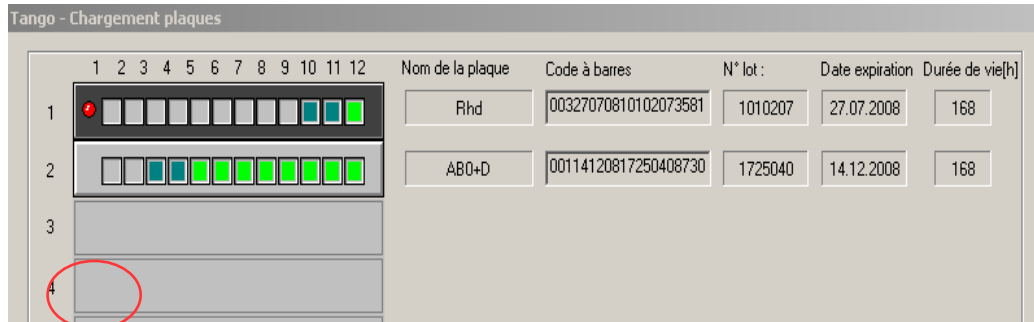 Tango - Chargement plaques
1 2 3 4 5 6 7 8 9 10 11 12 Nom de la plaque Code à barres N° lot : Date expiration Durée de vie[h]
1 Rhd 00327070810102073581 1010207 27.07.2008 168
2 AB0+D 00114120817250408730 1725040 14.12.2008 168
3
4